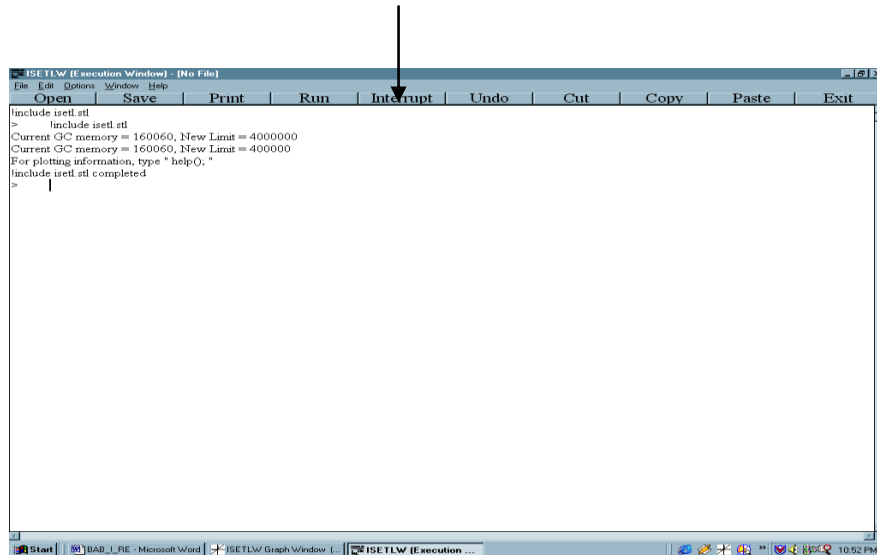 ISETLW (Execution Window) - [No File]
File Edit Options Window Help
Open Save Print Run Interrupt Undo Cut Copy Paste Exit
!include isetl.stl
> !include isetl.stl
Current GC memory = 160060, New Limit = 4000000
Current GC memory = 160060, New Limit = 400000
For plotting information, type " help(); "
!include isetl.stl completed
>
Start BAB_I_RE - Microsoft Word ISETLW Graph Window (... ISETLW (Execution ... 10:52 PM